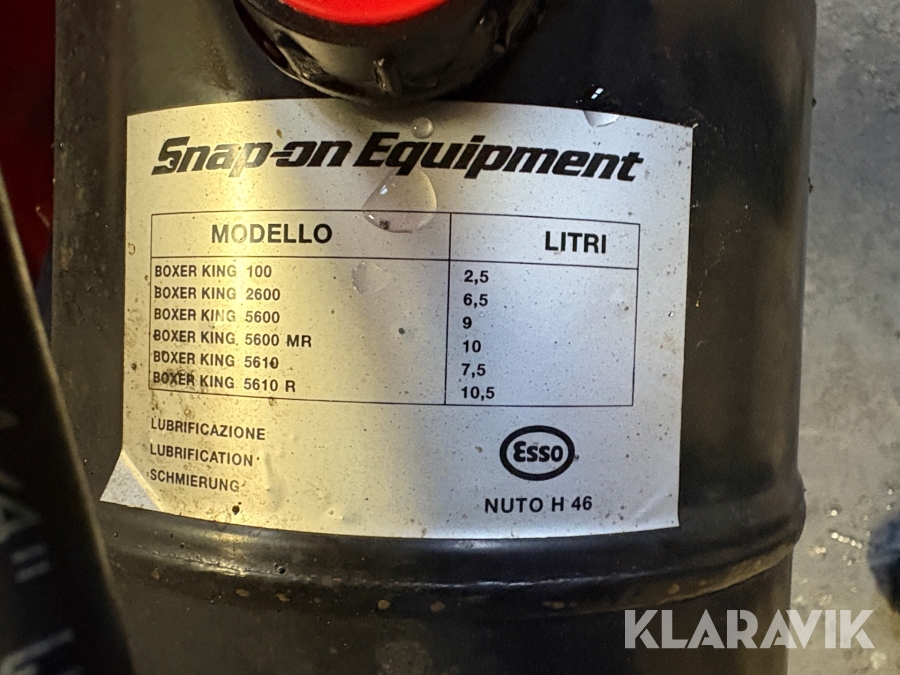 Snap-on Equipment
MODELLO LITRI
BOXER KING 100 2,5
BOXER KING 2600 6,5
BOXER KING 5600 9
BOXER KING 5600 MR 10
BOXER KING 5610 7,5
BOXER KING 5610 R 10,5
LUBRIFICAZIONE
LUBRIFICATION
SCHMIERUNG
Esso
NUTO H 46
KLARAVIK